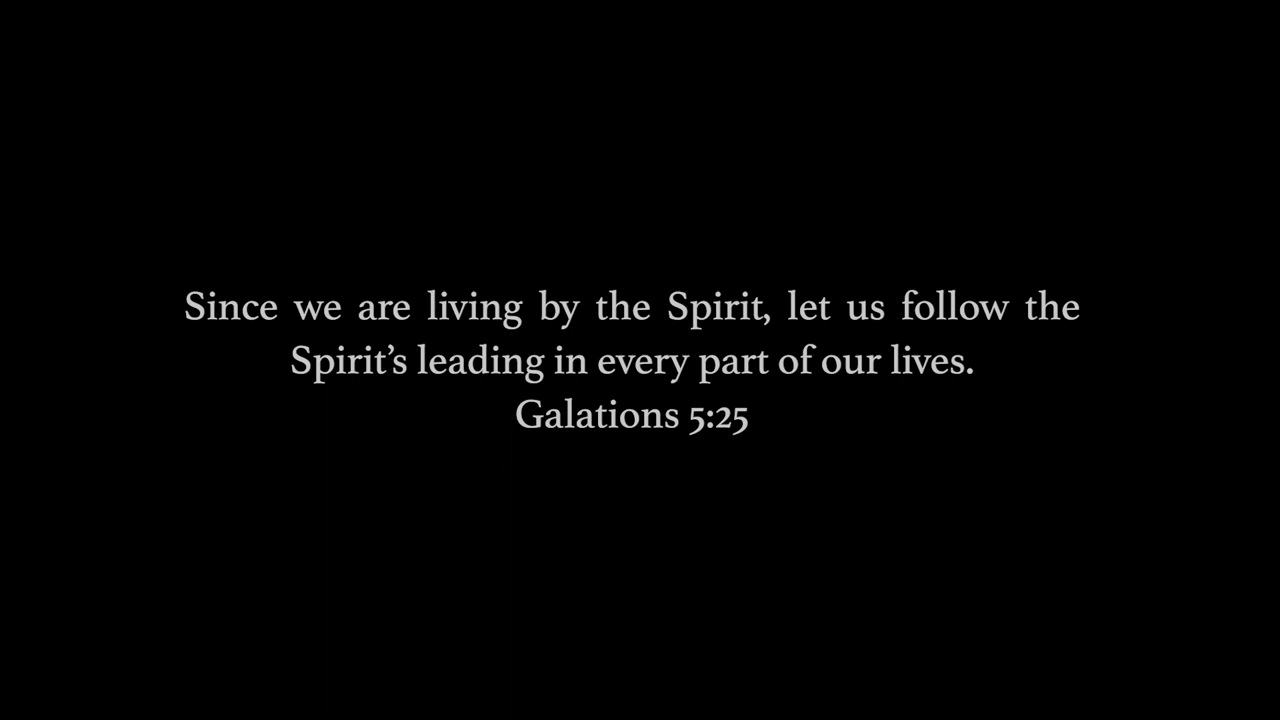 Since we are living by the Spirit, let us follow the
Spirit’s leading in every part of our lives.
Galations 5:25